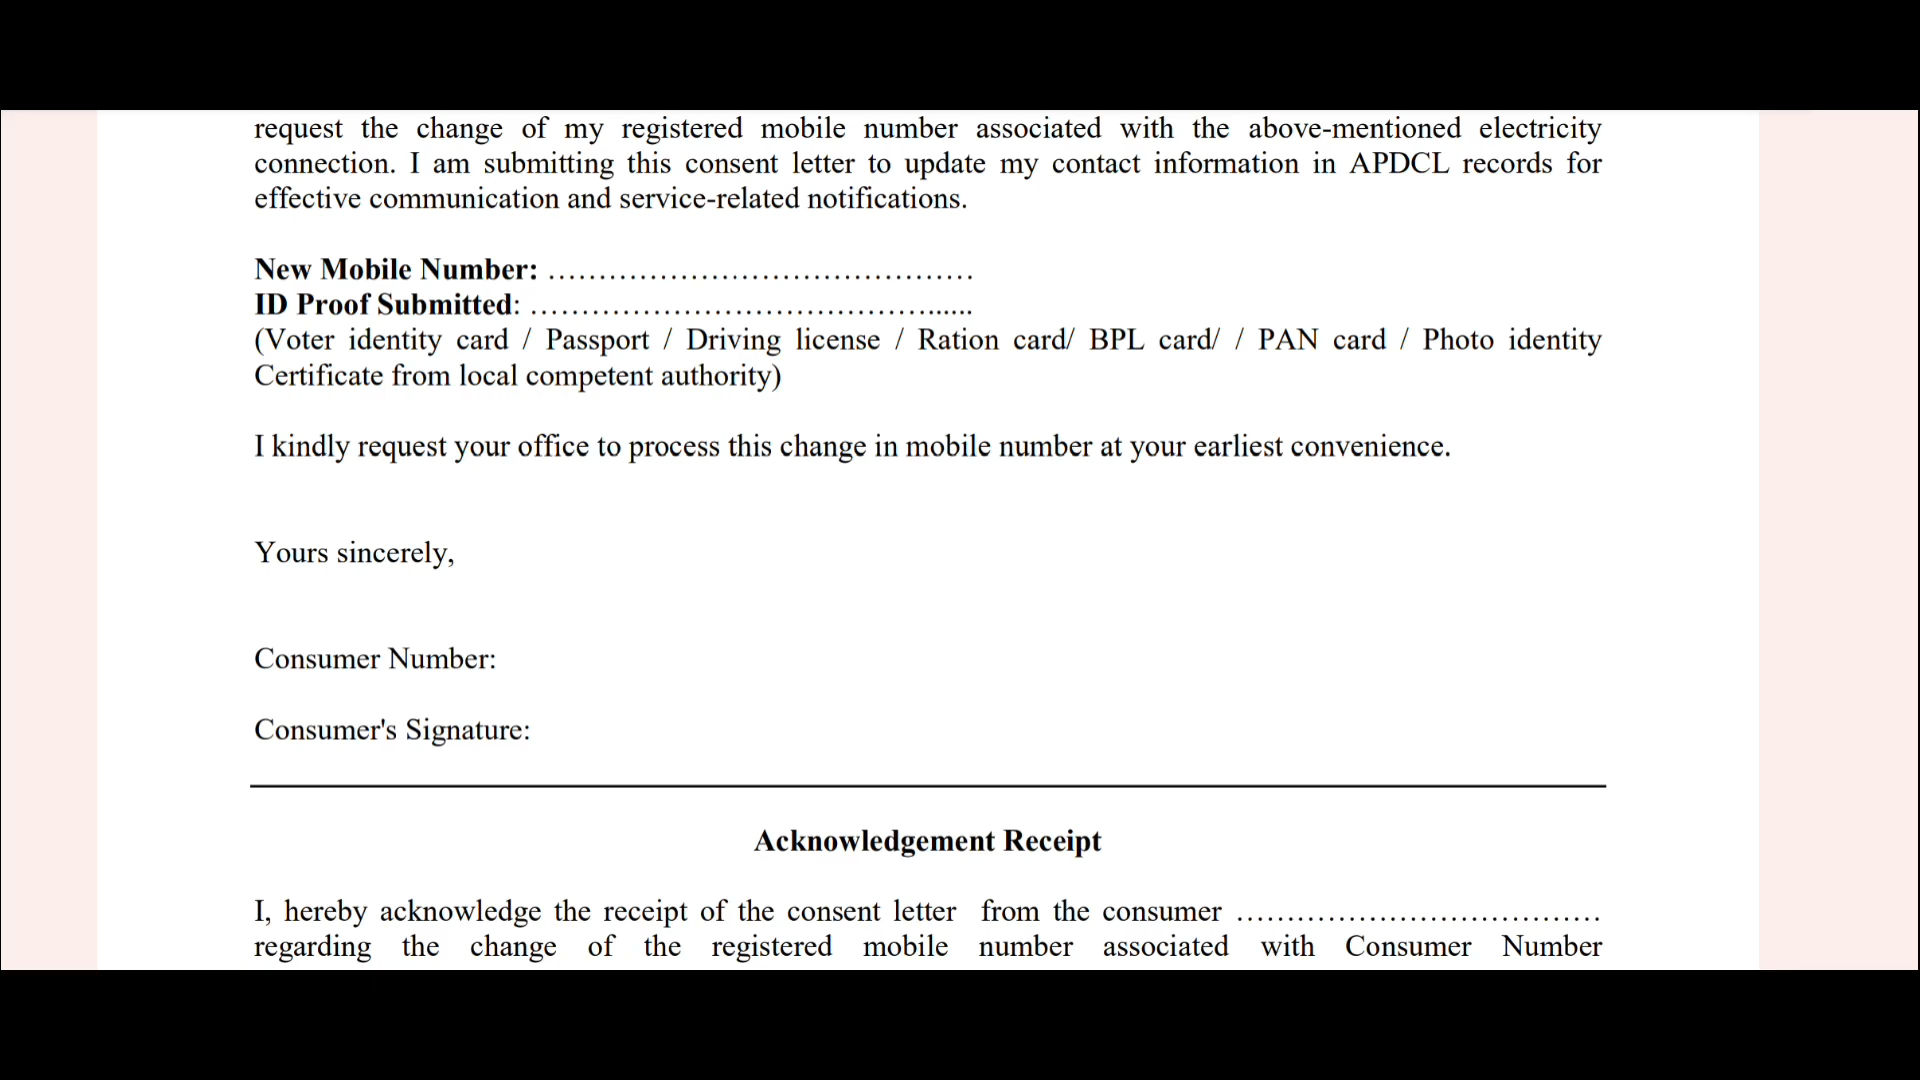 request the change of my registered mobile number associated with the above-mentioned electricity
connection. I am submitting this consent letter to update my contact information in APDCL records for
effective communication and service-related notifications.
New Mobile Number: ……………………………………
ID Proof Submitted: …………………………………......
(Voter identity card / Passport / Driving license / Ration card/ BPL card/ / PAN card / Photo identity
Certificate from local competent authority)
I kindly request your office to process this change in mobile number at your earliest convenience.
Yours sincerely,
Consumer Number:
Consumer's Signature:
Acknowledgement Receipt
I, hereby acknowledge the receipt of the consent letter  from the consumer ………………………………
regarding the change of the registered mobile number associated with Consumer Number